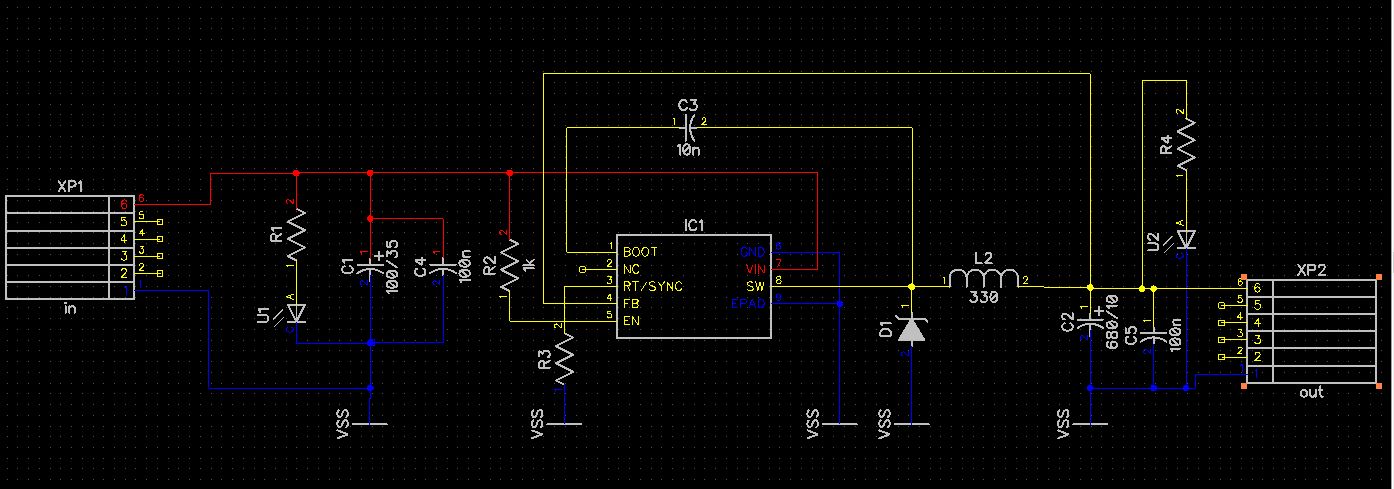 XP1
6
6
5
5
4
4
3
3
2
2
1
1
in
R1
2
1
U1
A
C
C1
1
2
+
100/35
C4
1
2
100n
R2
2
1
1k
C3
1
2
10n
IC1
1
BOOT
2
NC
3
RT/SYNC
4
FB
5
EN
GND
6
VIN
7
SW
8
EPAD
9
R3
2
D1
1
2
L2
1
2
330
C2
1
2
+
680/10
C5
1
2
100n
R4
2
1
U2
A
C
XP2
6
6
5
5
4
4
3
3
2
2
1
1
out
VSS
VSS
VSS
VSS
VSS